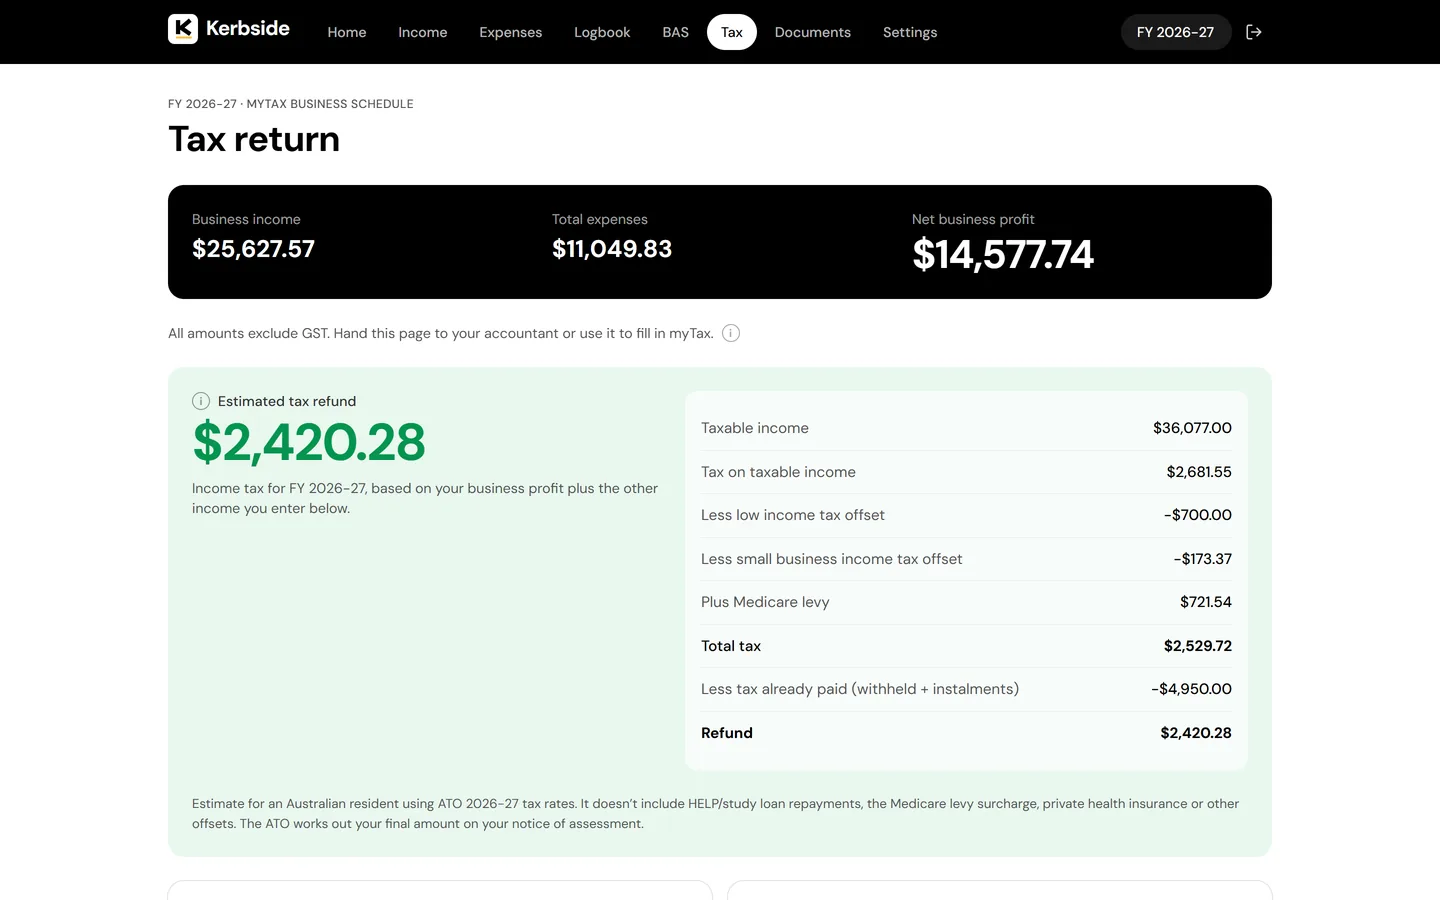 Kerbside
Home
Income
Expenses
Logbook
BAS
Tax
Documents
Settings
FY 2026-27
FY 2026-27 · MYTAX BUSINESS SCHEDULE
Tax return
Business income
$25,627.57
Total expenses
$11,049.83
Net business profit
$14,577.74
All amounts exclude GST. Hand this page to your accountant or use it to fill in myTax.
Estimated tax refund
$2,420.28
Income tax for FY 2026-27, based on your business profit plus the other
income you enter below.
Taxable income $36,077.00
Tax on taxable income $2,681.55
Less low income tax offset -$700.00
Less small business income tax offset -$173.37
Plus Medicare levy $721.54
Total tax $2,529.72
Less tax already paid (withheld + instalments) -$4,950.00
Refund $2,420.28
Estimate for an Australian resident using ATO 2026-27 tax rates. It doesn’t include HELP/study loan repayments, the Medicare levy surcharge, private health insurance or other
offsets. The ATO works out your final amount on your notice of assessment.